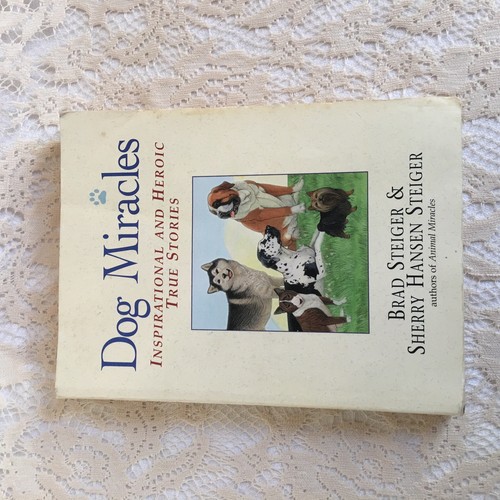 Dog Miracles
INSPIRATIONAL AND HEROIC
TRUE STORIES
BRAD STEIGER &
SHERRY HANSEN STEIGER
authors of Animal Miracles